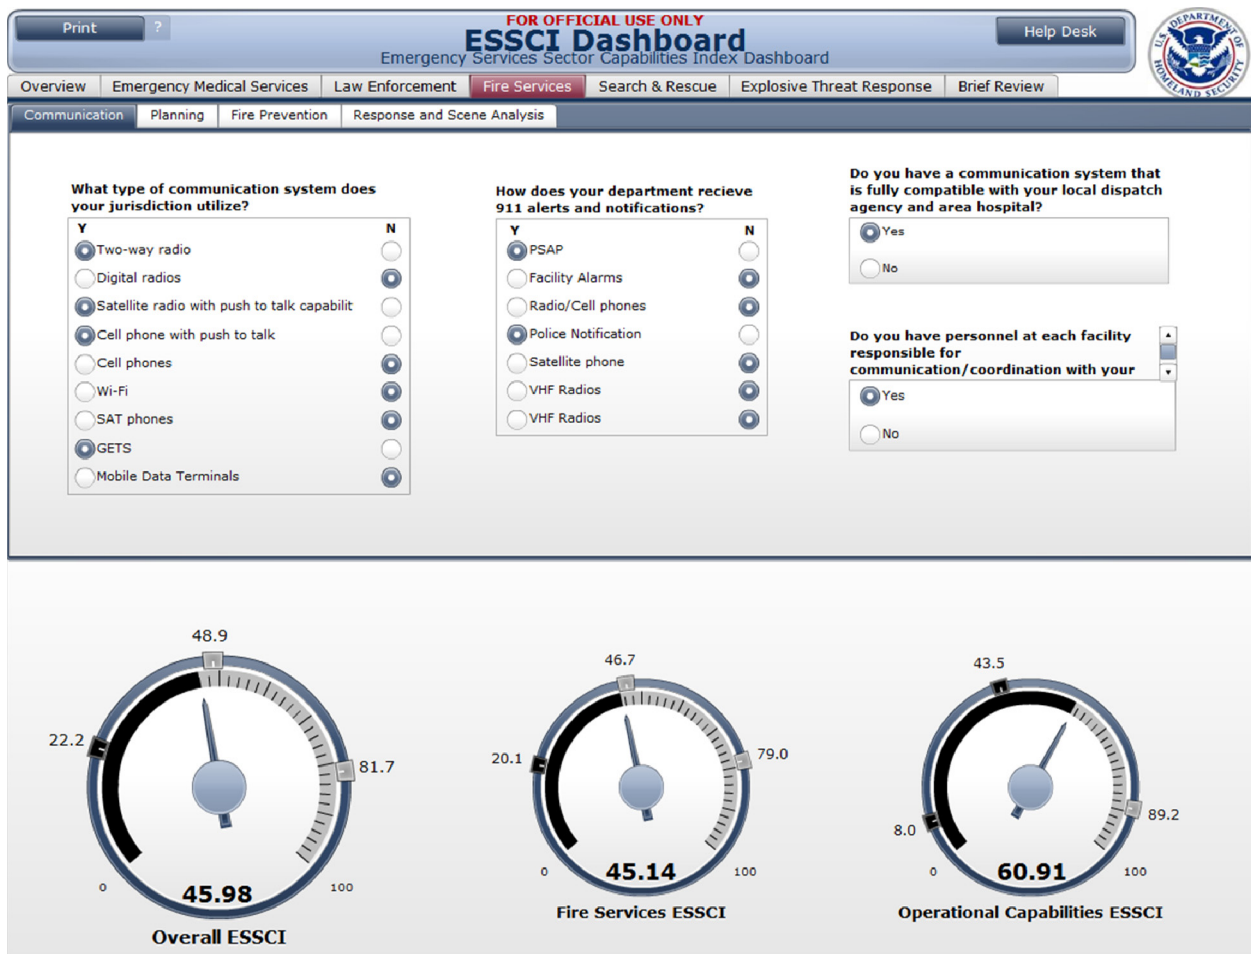 Print
?
FOR OFFICIAL USE ONLY
ESSCI Dashboard
Emergency Services Sector Capabilities Index Dashboard
Help Desk
U.S. DEPARTMENT OF HOMELAND SECURITY
Overview
Emergency Medical Services
Law Enforcement
Fire Services
Search & Rescue
Explosive Threat Response
Brief Review
Communication
Planning
Fire Prevention
Response and Scene Analysis
What type of communication system does
your jurisdiction utilize?
Y N
Two-way radio
Digital radios
Satellite radio with push to talk capabilit
Cell phone with push to talk
Cell phones
Wi-Fi
SAT phones
GETS
Mobile Data Terminals
How does your department recieve
911 alerts and notifications?
Y N
PSAP
Facility Alarms
Radio/Cell phones
Police Notification
Satellite phone
VHF Radios
VHF Radios
Do you have a communication system that
is fully compatible with your local dispatch
agency and area hospital?
Yes
No
Do you have personnel at each facility
responsible for
communication/coordination with your
Yes
No
48.9
22.2
81.7
0
100
45.98
Overall ESSCI
46.7
20.1
79.0
0
100
45.14
Fire Services ESSCI
43.5
8.0
89.2
0
100
60.91
Operational Capabilities ESSCI